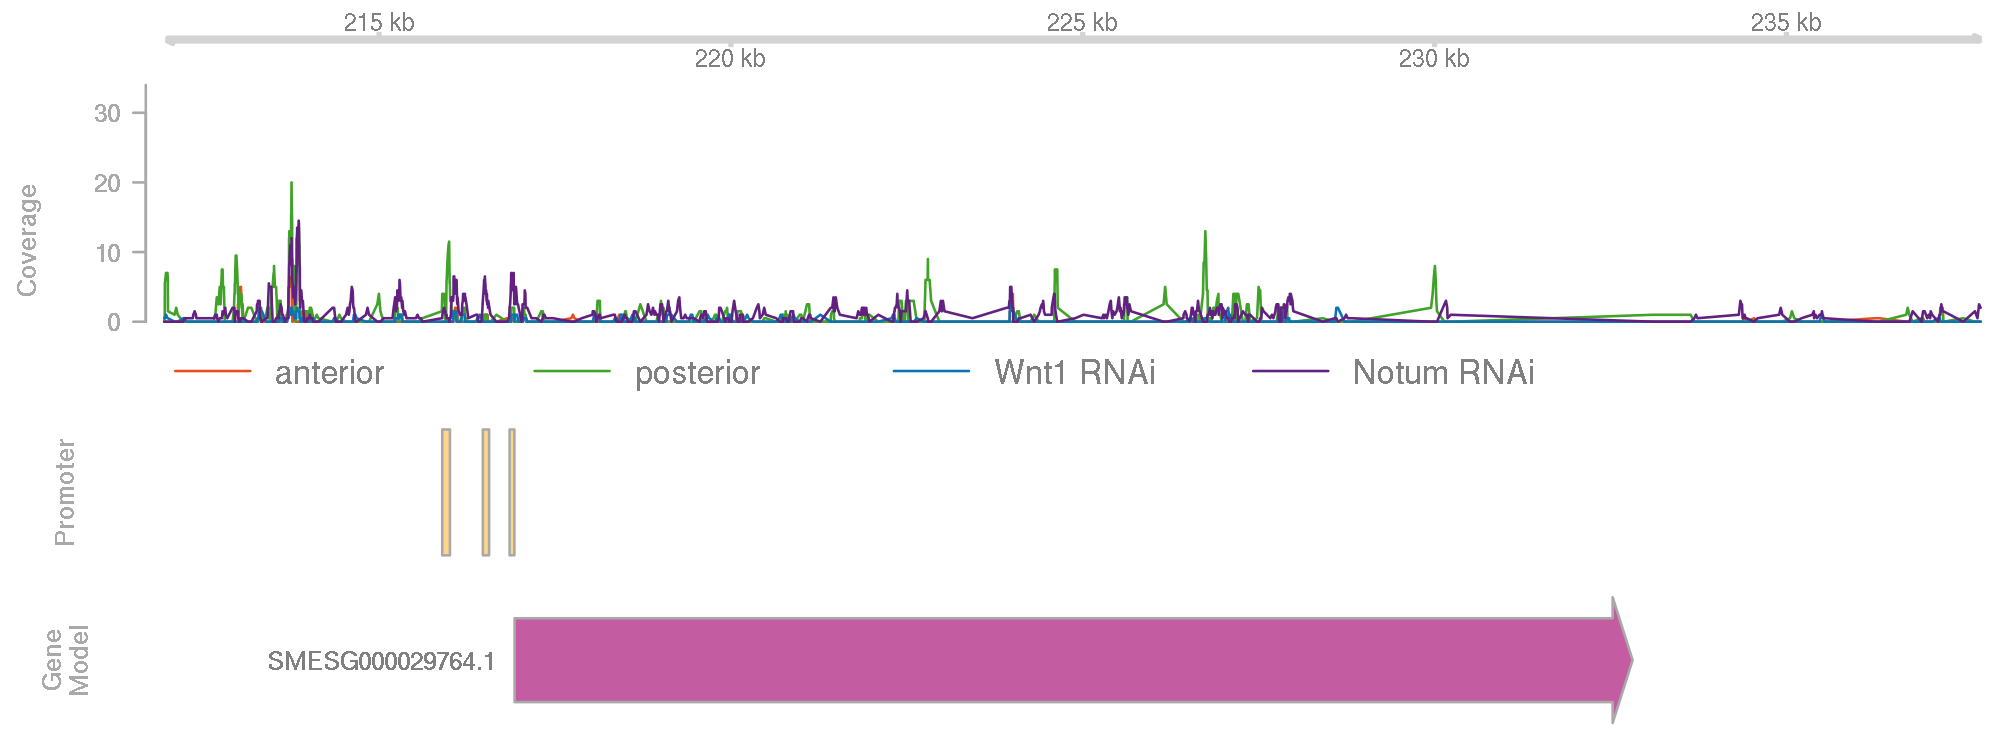 215 kb 225 kb 235 kb
220 kb 230 kb
Coverage
30
20
10
0
anterior posterior Wnt1 RNAi Notum RNAi
Promoter
Gene
Model
SMESG000029764.1